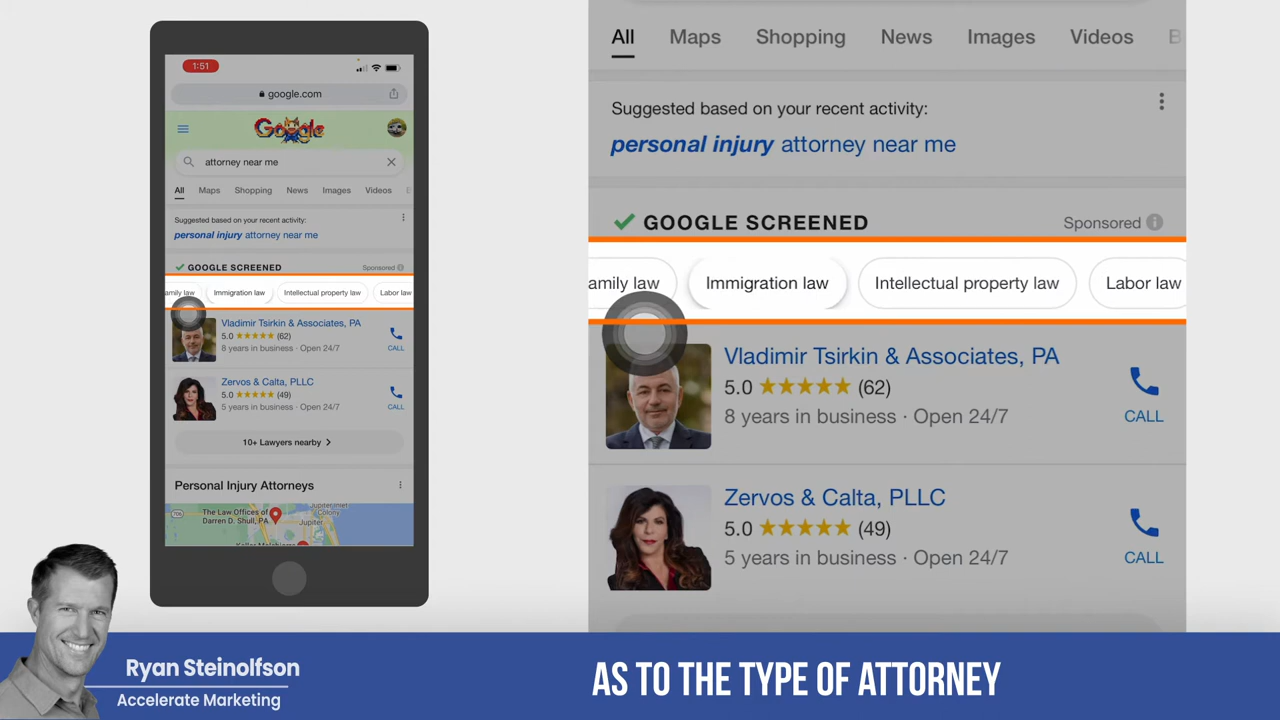 1:51
google.com
Google
attorney near me
All Maps Shopping News Images Videos
Suggested based on your recent activity:
personal injury attorney near me
GOOGLE SCREENED Sponsored
amily law Immigration law Intellectual property law Labor law
Vladimir Tsirkin & Associates, PA
5.0 (62)
8 years in business · Open 24/7
CALL
Zervos & Calta, PLLC
5.0 (49)
5 years in business · Open 24/7
CALL
10+ Lawyers nearby
Personal Injury Attorneys
706
The Law Offices of
Darren D. Shull, PA
Jupiter Inlet
Colony
Jupiter
All Maps Shopping News Images Videos B
Suggested based on your recent activity:
personal injury attorney near me
GOOGLE SCREENED Sponsored
amily law Immigration law Intellectual property law Labor law
Vladimir Tsirkin & Associates, PA
5.0 (62)
8 years in business · Open 24/7
CALL
Zervos & Calta, PLLC
5.0 (49)
5 years in business · Open 24/7
CALL
Ryan Steinolfson
Accelerate Marketing
AS TO THE TYPE OF ATTORNEY